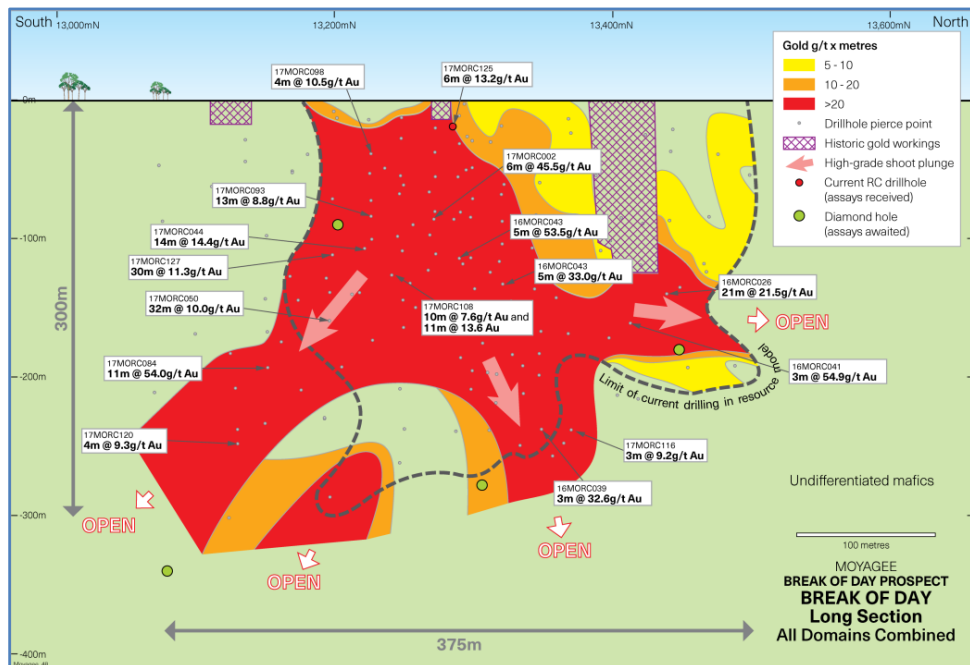 South
North
13,000mN
13,200mN
13,400mN
13,600mN
Gold g/t x metres
5 - 10
10 - 20
>20
Drillhole pierce point
Historic gold workings
High-grade shoot plunge
Current RC drillhole
(assays received)
Diamond hole
(assays awaited)
17MORC098
4m @ 10.5g/t Au
17MORC125
6m @ 13.2g/t Au
0m
17MORC002
6m @ 45.5g/t Au
17MORC093
13m @ 8.8g/t Au
16MORC043
5m @ 53.5g/t Au
17MORC044
14m @ 14.4g/t Au
-100m
17MORC127
30m @ 11.3g/t Au
16MORC043
5m @ 33.0g/t Au
16MORC026
21m @ 21.5g/t Au
17MORC050
32m @ 10.0g/t Au
17MORC108
10m @ 7.6g/t Au and
11m @ 13.6 Au
OPEN
300m
17MORC084
11m @ 54.0g/t Au
16MORC041
3m @ 54.9g/t Au
-200m
Limit of current drilling in resource model
17MORC120
4m @ 9.3g/t Au
17MORC116
3m @ 9.2g/t Au
16MORC039
3m @ 32.6g/t Au
Undifferentiated mafics
-300m
OPEN
OPEN
OPEN
100 metres
MOYAGEE
BREAK OF DAY PROSPECT
BREAK OF DAY
Long Section
All Domains Combined
375m
-400m